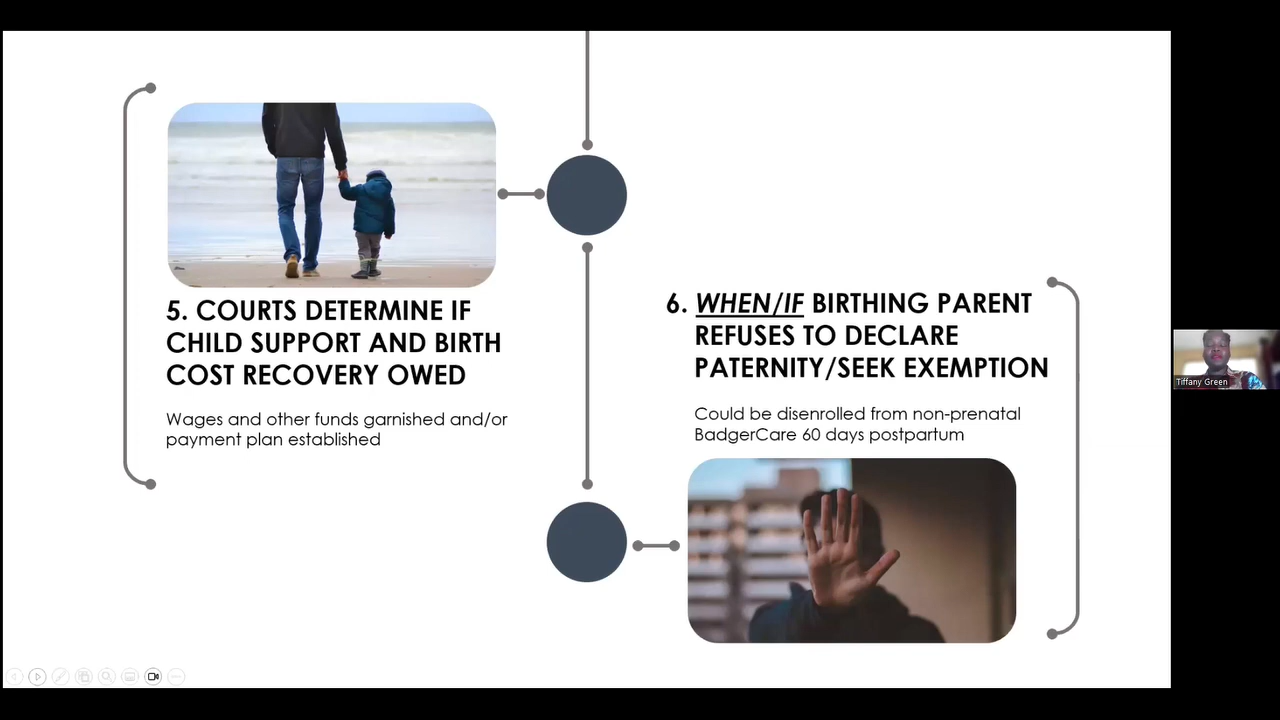 5. COURTS DETERMINE IF
CHILD SUPPORT AND BIRTH
COST RECOVERY OWED
Wages and other funds garnished and/or
payment plan established
6. WHEN/IF BIRTHING PARENT
REFUSES TO DECLARE
PATERNITY/SEEK EXEMPTION
Could be disenrolled from non-prenatal
BadgerCare 60 days postpartum
Tiffany Green